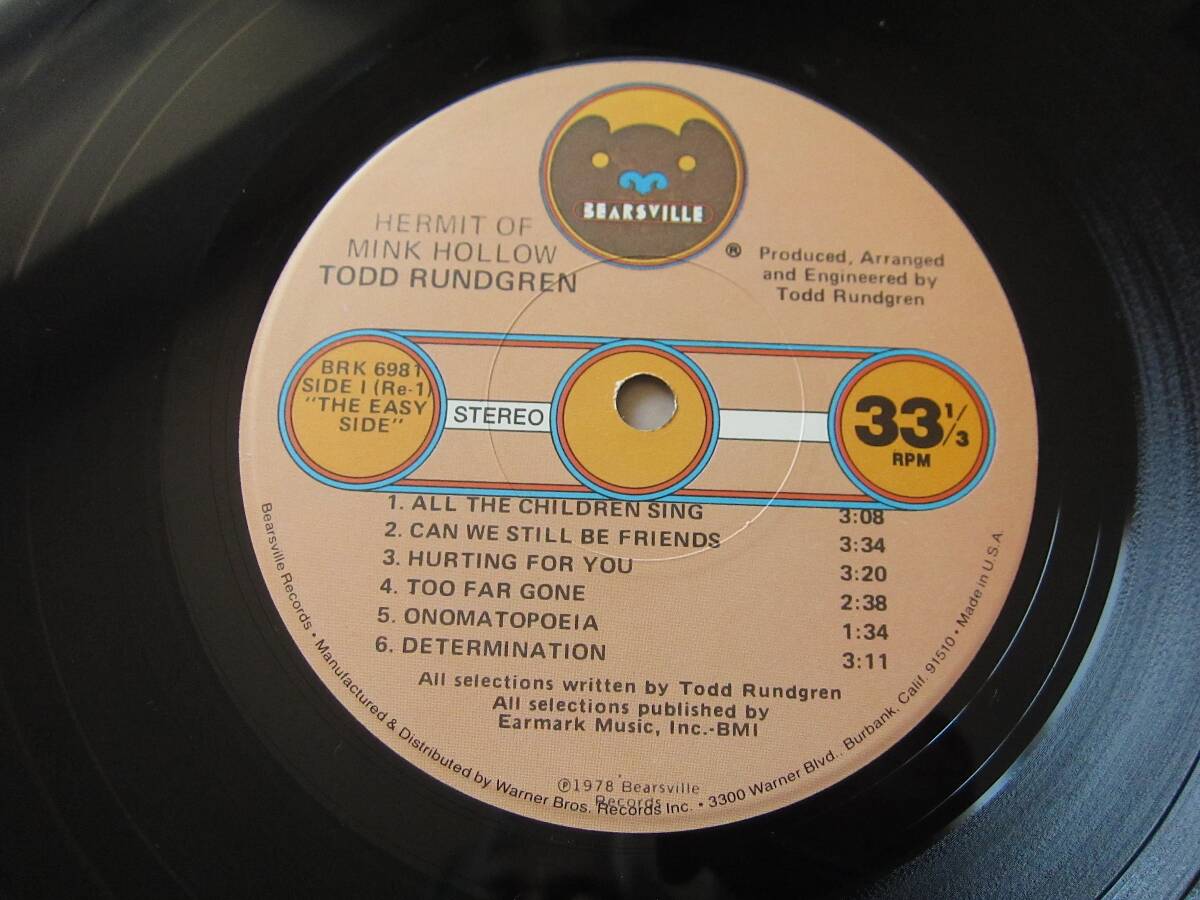 BEARSVILLE
®
HERMIT OF
MINK HOLLOW
TODD RUNDGREN
Produced, Arranged
and Engineered by
Todd Rundgren
BRK 6981
SIDE I (Re-1)
"THE EASY
SIDE"
STEREO
33 1/3
RPM
1. ALL THE CHILDREN SING 3:08
2. CAN WE STILL BE FRIENDS 3:34
3. HURTING FOR YOU 3:20
4. TOO FAR GONE 2:38
5. ONOMATOPOEIA 1:34
6. DETERMINATION 3:11
All selections written by Todd Rundgren
All selections published by
Earmark Music, Inc.-BMI
℗1978 Bearsville
Records
Bearsville Records • Manufactured & Distributed by Warner Bros. Records Inc. • 3300 Warner Blvd., Burbank, Calif. 91510 • Made in U.S.A.